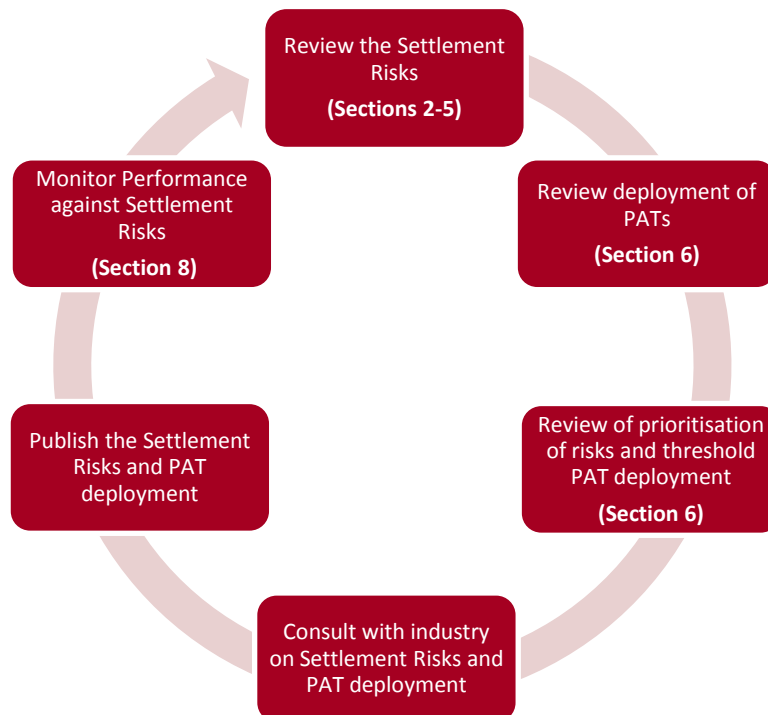 Review the Settlement
Risks
(Sections 2-5)
Review deployment of
PATs
(Section 6)
Review of prioritisation
of risks and threshold
PAT deployment
(Section 6)
Consult with industry
on Settlement Risks and
PAT deployment
Publish the Settlement
Risks and PAT
deployment
Monitor Performance
against Settlement
Risks
(Section 8)